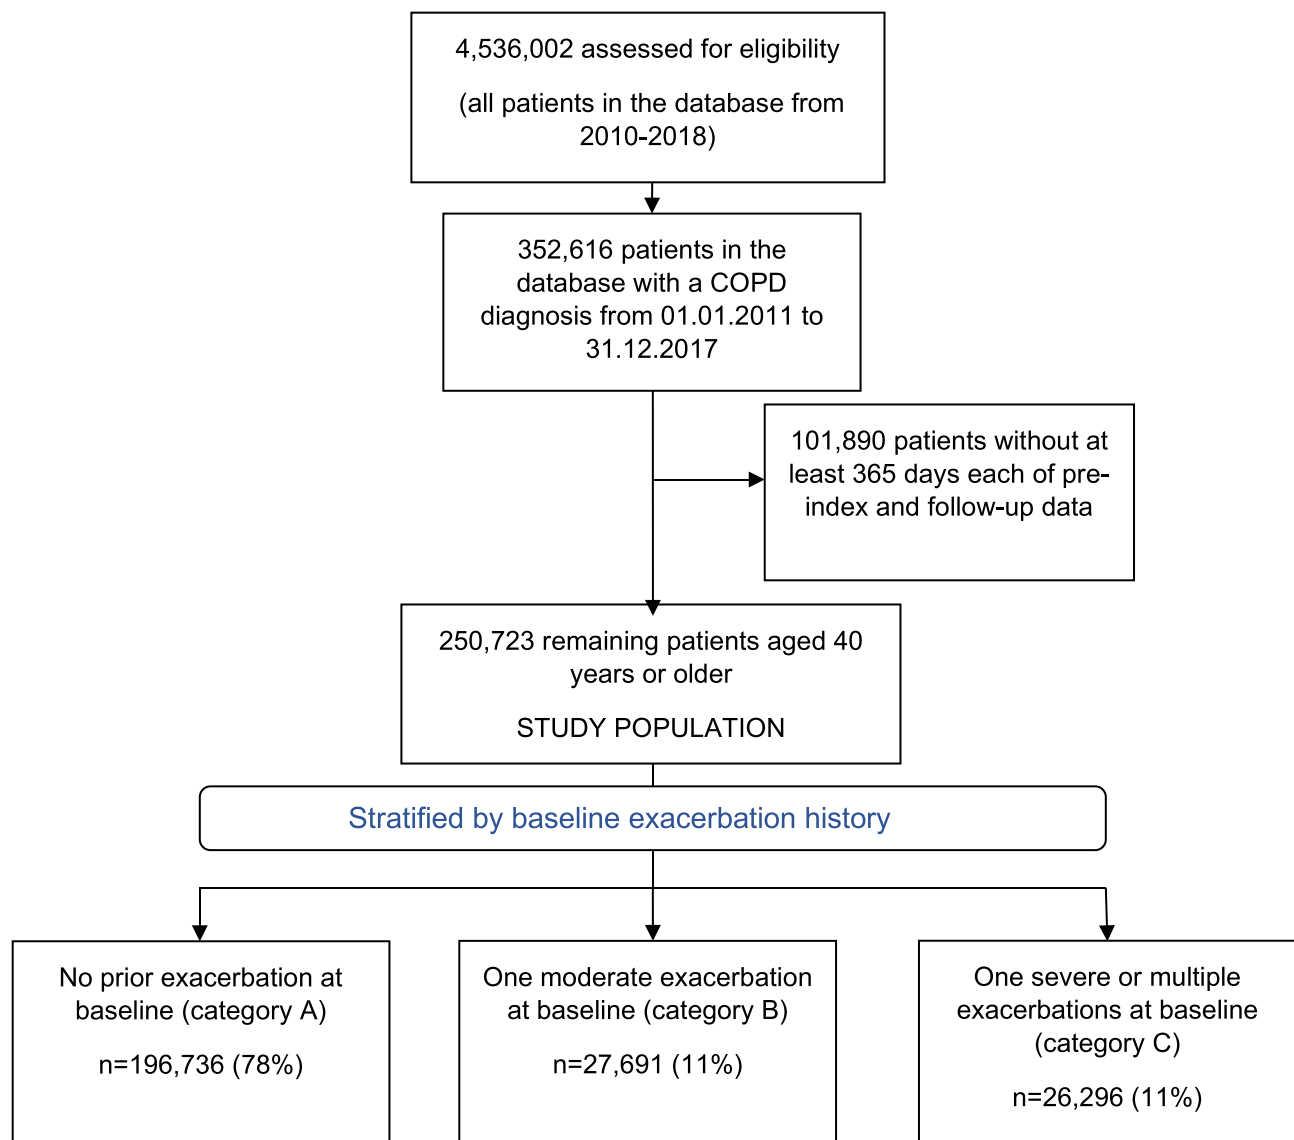 4,536,002 assessed for eligibility
(all patients in the database from
2010-2018)
352,616 patients in the
database with a COPD
diagnosis from 01.01.2011 to
31.12.2017
101,890 patients without at
least 365 days each of pre-
index and follow-up data
250,723 remaining patients aged 40
years or older
STUDY POPULATION
Stratified by baseline exacerbation history
No prior exacerbation at
baseline (category A)
n=196,736 (78%)
One moderate exacerbation
at baseline (category B)
n=27,691 (11%)
One severe or multiple
exacerbations at baseline
(category C)
n=26,296 (11%)